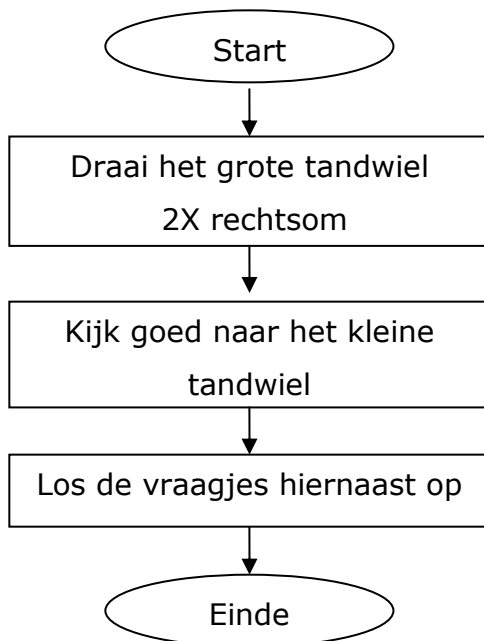 Start
Draai het grote tandwiel
2X rechtsom
Kijk goed naar het kleine
tandwiel
Los de vraagjes hiernaast op
Einde